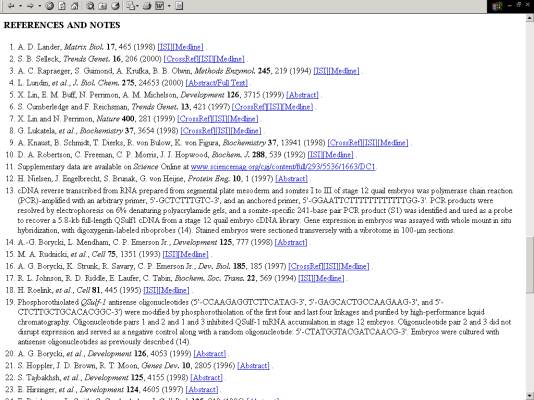 REFERENCES AND NOTES
1. A. D. Lander, Matrix Biol. 17, 465 (1998) [ISI][Medline] .
2. S. B. Selleck, Trends Genet. 16, 206 (2000) [CrossRef][ISI][Medline] .
3. A. C. Rapraeger, S. Guimond, A. Krufka, B. B. Olwin, Methods Enzymol. 245, 219 (1994) [ISI][Medline] .
4. L. Lundin, et al., J. Biol. Chem. 275, 24653 (2000) [Abstract/Full Text] .
5. X. Lin, E. M. Buff, N. Perrimon, A. M. Michelson, Development 126, 3715 (1999) [Abstract] .
6. S. Cumberledge and F. Reichsman, Trends Genet. 13, 421 (1997) [CrossRef][ISI][Medline] .
7. X. Lin and N. Perrimon, Nature 400, 281 (1999) [CrossRef][ISI][Medline] .
8. G. Lukatela, et al., Biochemistry 37, 3654 (1998) [CrossRef][ISI][Medline] .
9. A. Knaust, B. Schmidt, T. Dierks, R. von Bulow, K. von Figura, Biochemistry 37, 13941 (1998) [CrossRef][ISI][Medline] .
10. D. A. Robertson, C. Freeman, C. P. Morris, J. J. Hopwood, Biochem. J. 288, 539 (1992) [ISI][Medline] .
11. Supplementary data are available on Science Online at www.sciencemag.org/cgi/content/full/293/5536/1663/DC1.
12. H. Nielsen, J. Engelbrecht, S. Brunak, G. von Heijne, Protein Eng. 10, 1 (1997) [Abstract] .
13. cDNA reverse transcribed from RNA prepared from segmental plate mesoderm and somites I to III of stage 12 quail embryos was polymerase chain reaction
(PCR)-amplified with an arbitrary primer, 5'-GCTCTTTGTC-3', and an anchored primer, 5'-GGAATTCTTTTTTTTTTTTTGG-3'. PCR products were
resolved by electrophoresis on 6% denaturing polyacrylamide gels, and a somite-specific 241-base pair PCR product (S1) was identified and used as a probe
to recover a 5.8-kb full-length QSulf1 cDNA from a stage 12 quail embryo cDNA library. Gene expression in embryos was assayed with whole mount in situ
hybridization, with digoxygenin-labeled riboprobes (14). Stained embryos were sectioned transversely with a vibrotome in 100-µm sections.
14. A.-G. Borycki, L. Mendham, C. P. Emerson Jr., Development 125, 777 (1998) [Abstract] .
15. M. A. Rudnicki, et al., Cell 75, 1351 (1993) [ISI][Medline] .
16. A. G. Borycki, K. Strunk, R. Savary, C. P. Emerson Jr., Dev. Biol. 185, 185 (1997) [CrossRef][ISI][Medline] .
17. R. L. Johnson, R. D. Riddle, E. Laufer, C. Tabin, Biochem. Soc. Trans. 22, 569 (1994) [ISI][Medline] .
18. H. Roelink, et al., Cell 81, 445 (1995) [ISI][Medline] .
19. Phosphorothiolated QSulf-1 antisense oligonucleotides (5'-CCAAGAGGTCTTCATAG-3', 5'-GAGCACTGCCAAGAAG-3', and 5'-
CTCTTGCTGCACACGGC-3') were modified by phosphorothiolation of the first four and last four linkages and purified by high-performance liquid
chromatography. Oligonucleotide pairs 1 and 2 and 1 and 3 inhibited QSulf-1 mRNA accumulation in stage 12 embryos. Oligonucleotide pair 2 and 3 did not
disrupt expression and served as a negative control along with a random oligonucleotide: 5'-CTATGGTACGATCAACG-3'. Embryos were cultured with
antisense oligonucleotides as previously described (14).
20. A. G. Borycki, et al., Development 126, 4053 (1999) [Abstract] .
21. S. Hoppler, J. D. Brown, R. T. Moon, Genes Dev. 10, 2805 (1996) [Abstract] .
22. S. Tajbakhsh, et al., Development 125, 4155 (1998) [Abstract] .
23. E. Hirsinger, et al., Development 124, 4605 (1997) [Abstract] .